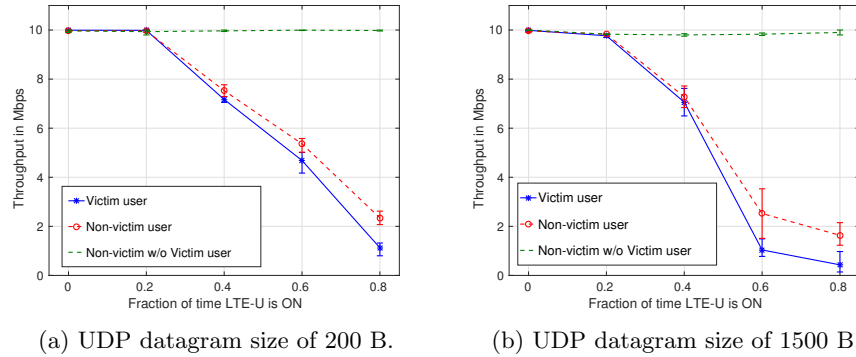 Throughput in Mbps
10
8
6
4
2
0
Victim user
Non-victim user
Non-victim w/o Victim user
0 0.2 0.4 0.6 0.8
Fraction of time LTE-U is ON
(a) UDP datagram size of 200 B.
Throughput in Mbps
10
8
6
4
2
0
Victim user
Non-victim user
Non-victim w/o Victim user
0 0.2 0.4 0.6 0.8
Fraction of time LTE-U is ON
(b) UDP datagram size of 1500 B